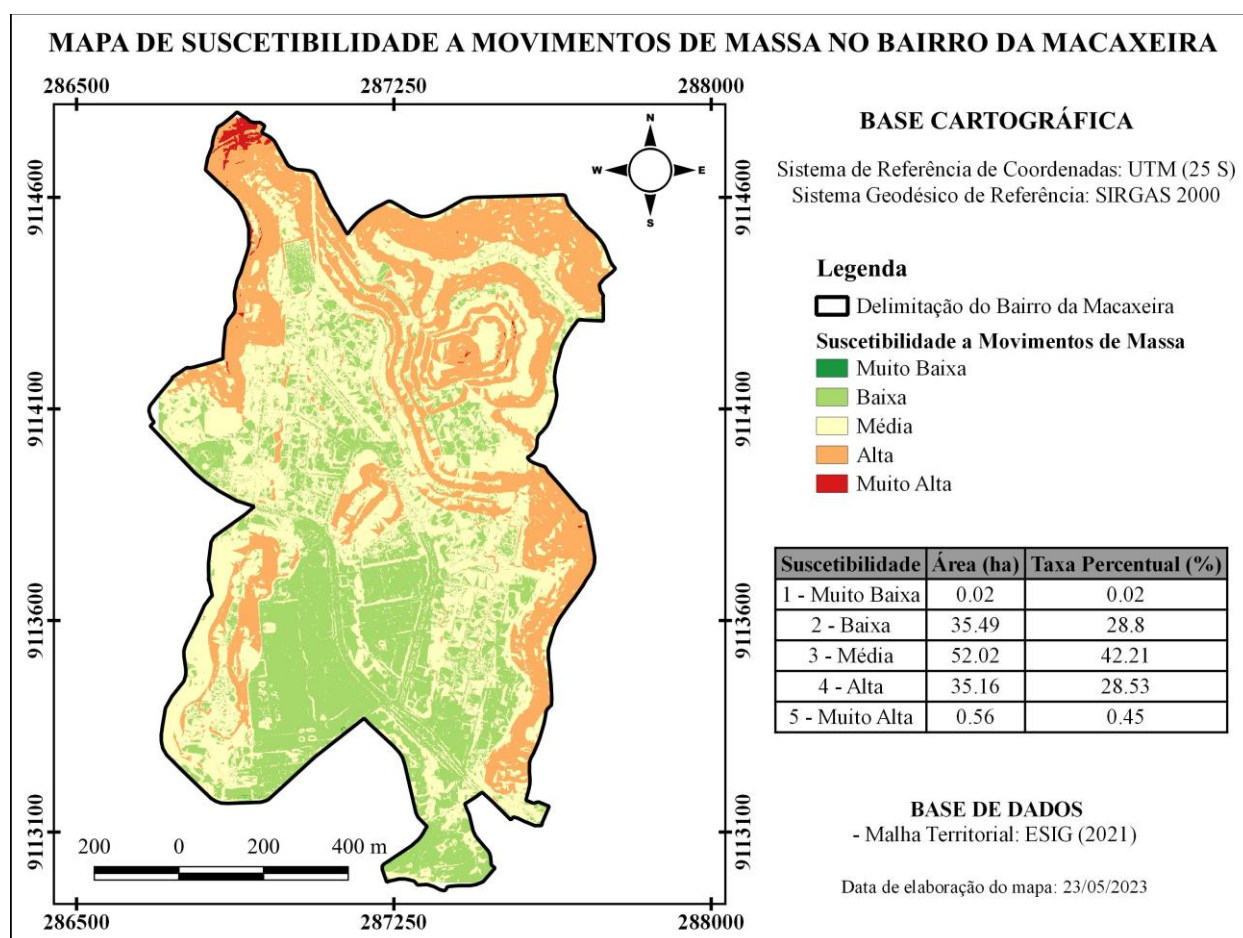 MAPA DE SUSCETIBILIDADE A MOVIMENTOS DE MASSA NO BAIRRO DA MACAXEIRA
286500 287250 288000
9114600 9114600
9114100 9114100
9113600 9113600
9113100 9113100
N
W E
S
200 0 200 400 m
286500 287250 288000
BASE CARTOGRÁFICA
Sistema de Referência de Coordenadas: UTM (25 S)
Sistema Geodésico de Referência: SIRGAS 2000
Legenda
Delimitação do Bairro da Macaxeira
Suscetibilidade a Movimentos de Massa
Muito Baixa
Baixa
Média
Alta
Muito Alta
Suscetibilidade Área (ha) Taxa Percentual (%)
1 - Muito Baixa 0.02 0.02
2 - Baixa 35.49 28.8
3 - Média 52.02 42.21
4 - Alta 35.16 28.53
5 - Muito Alta 0.56 0.45
BASE DE DADOS
- Malha Territorial: ESIG (2021)
Data de elaboração do mapa: 23/05/2023